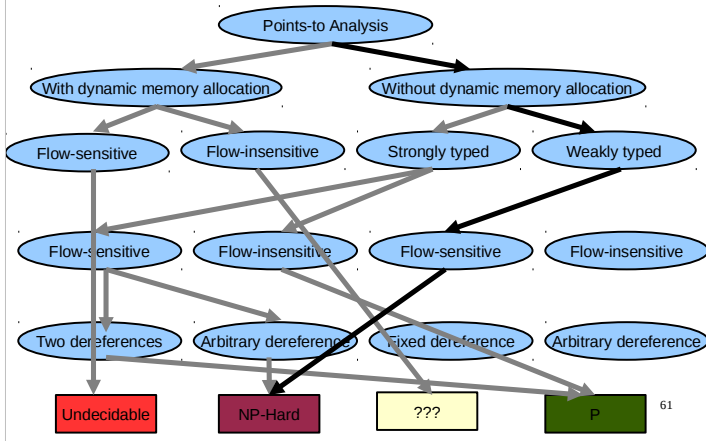 Points-to Analysis
With dynamic memory allocation
Without dynamic memory allocation
Flow-sensitive
Flow-insensitive
Strongly typed
Weakly typed
Flow-sensitive
Flow-insensitive
Flow-sensitive
Flow-insensitive
Two dereferences
Arbitrary dereference
Fixed dereference
Arbitrary dereference
Undecidable
NP-Hard
???
P
61